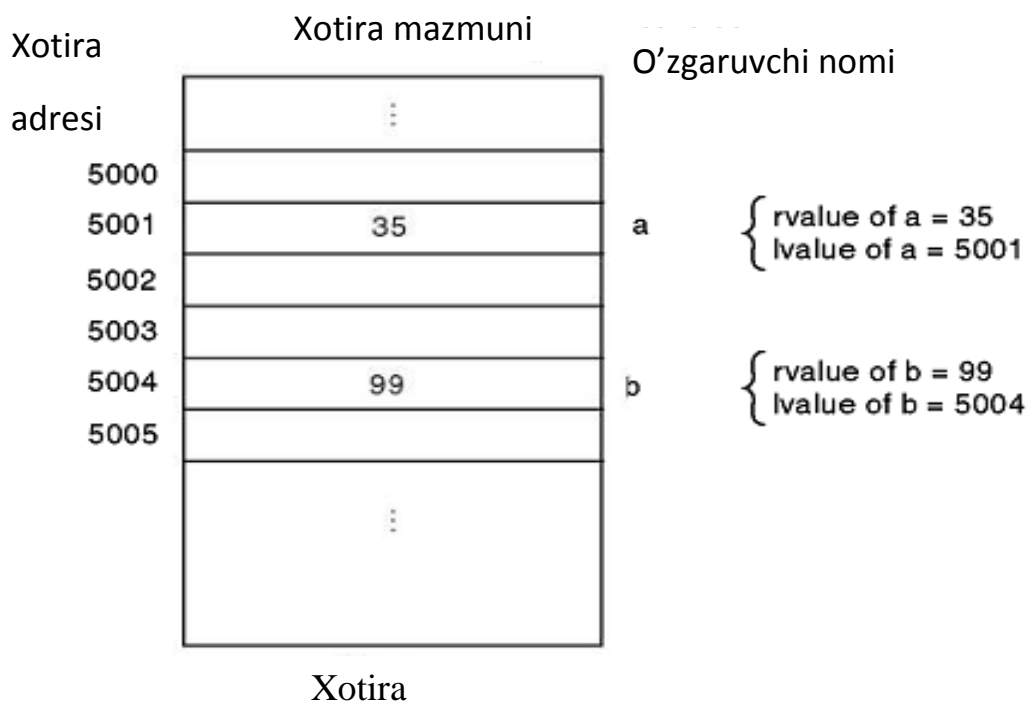 Xotira
adresi
Xotira mazmuni
O’zgaruvchi nomi
⋮
5000
5001 35 a rvalue of a = 35
lvalue of a = 5001
5002
5003
5004 99 b rvalue of b = 99
lvalue of b = 5004
5005
⋮
Xotira